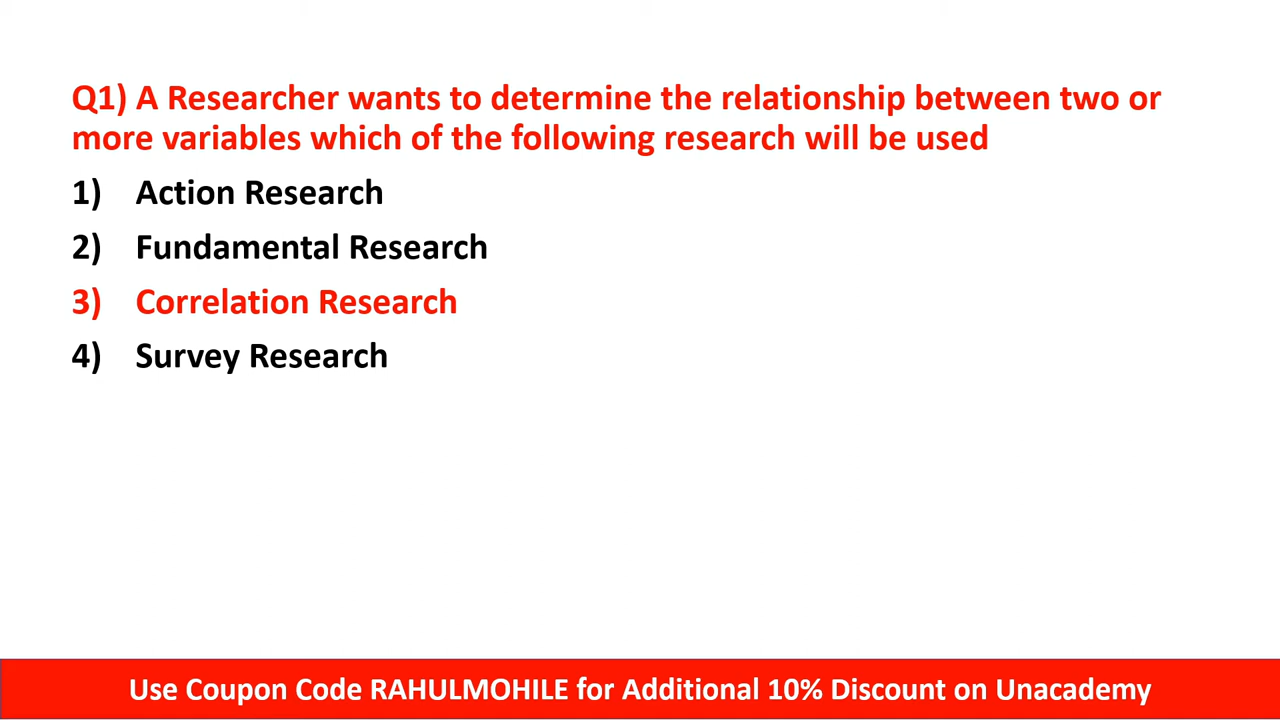 Q1) A Researcher wants to determine the relationship between two or
more variables which of the following research will be used
1) Action Research
2) Fundamental Research
3) Correlation Research
4) Survey Research
Use Coupon Code RAHULMOHILE for Additional 10% Discount on Unacademy